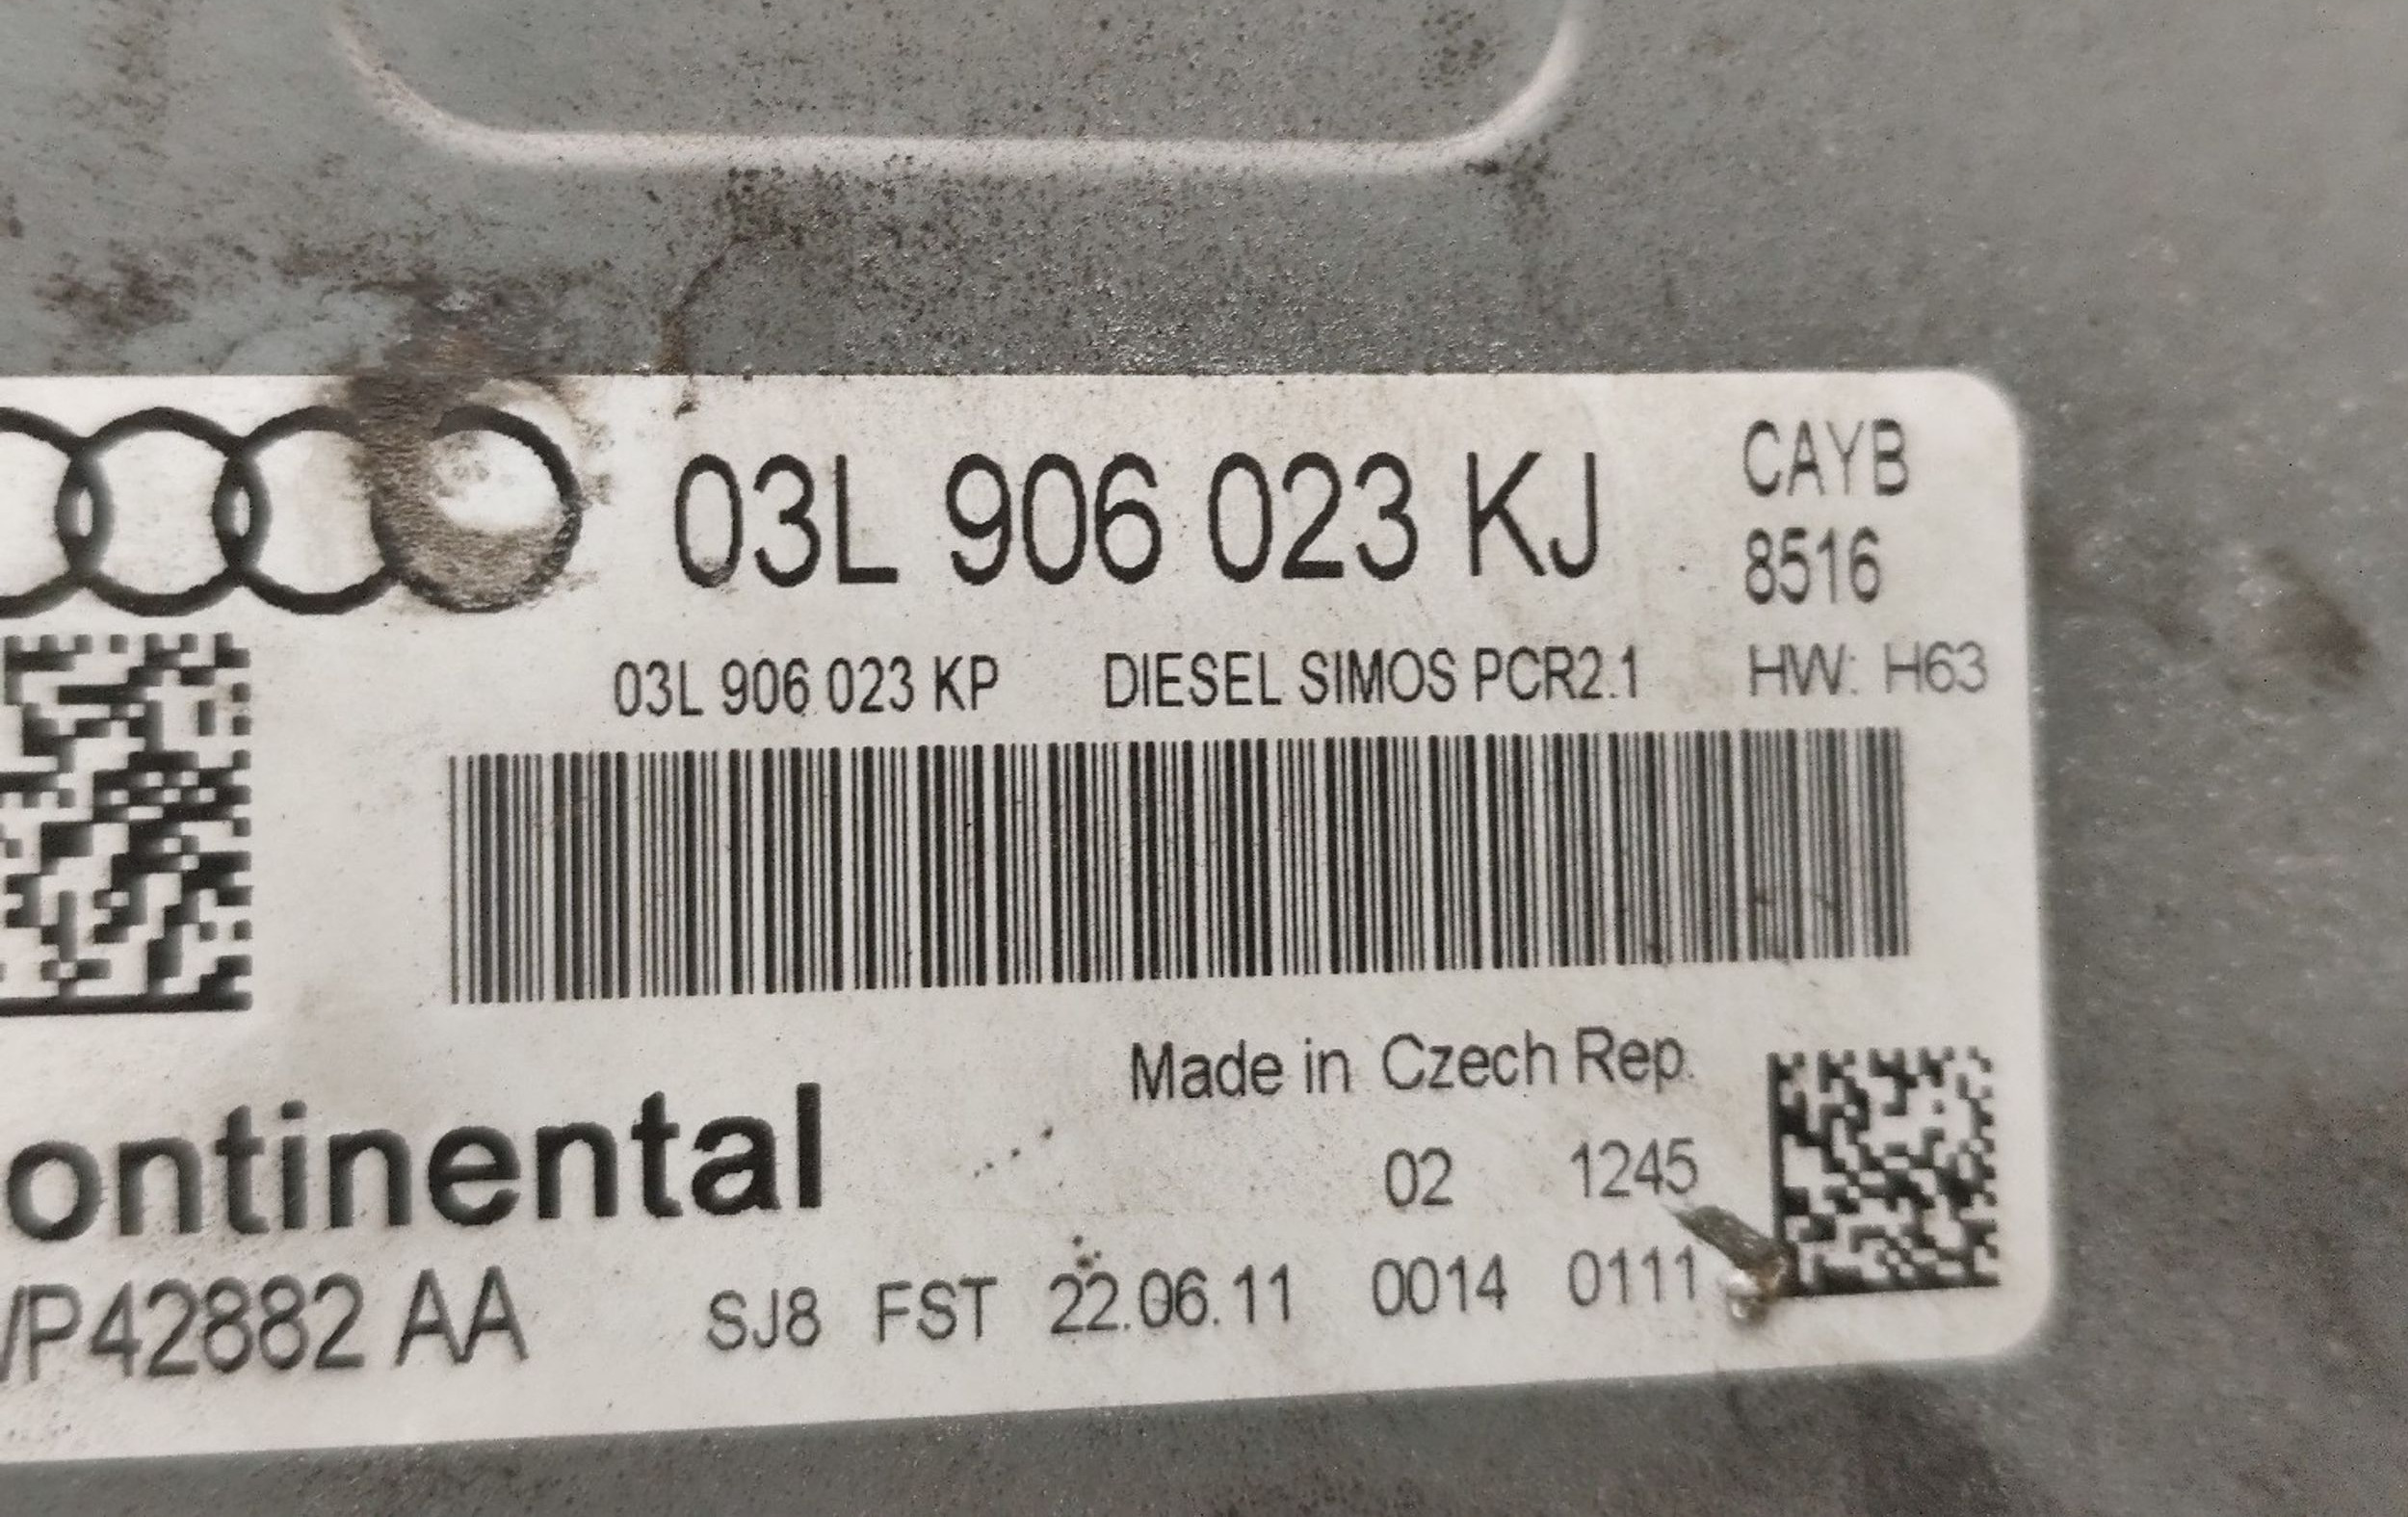 03L 906 023 KJ CAYB
8516
03L 906 023 KP DIESEL SIMOS PCR2.1 HW: H63
Made in Czech Rep.
ontinental
02 1245
VP42882 AA SJ8 FST 22.06.11 0014 0111